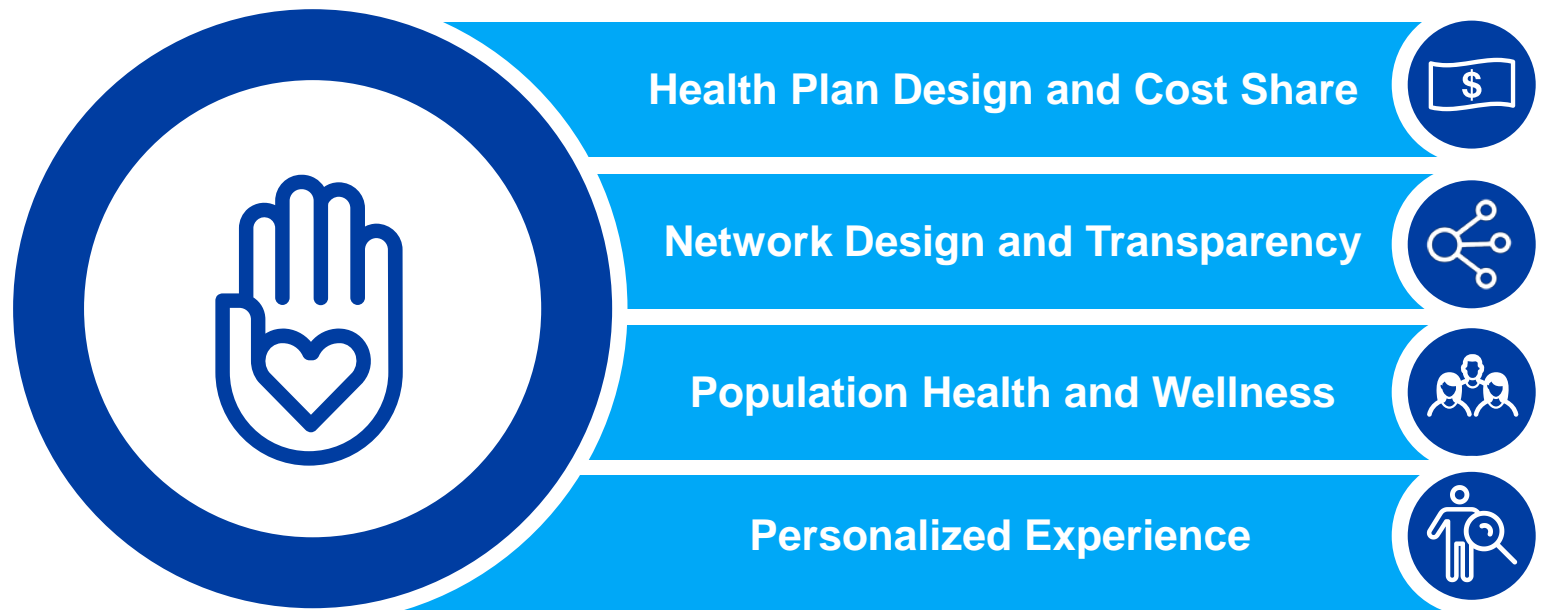 Health Plan Design and Cost Share
$
Network Design and Transparency
Population Health and Wellness
Personalized Experience